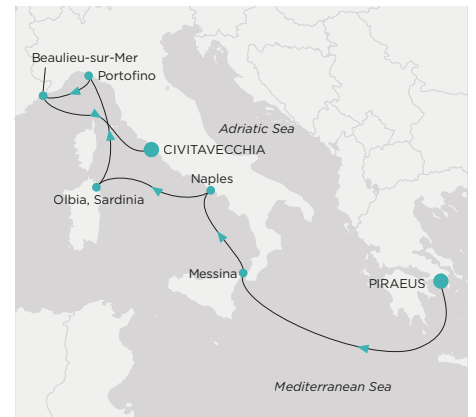 Beaulieu-sur-Mer
Portofino
Adriatic Sea
CIVITAVECCHIA
Naples
Olbia, Sardinia
Messina
PIRAEUS
Mediterranean Sea